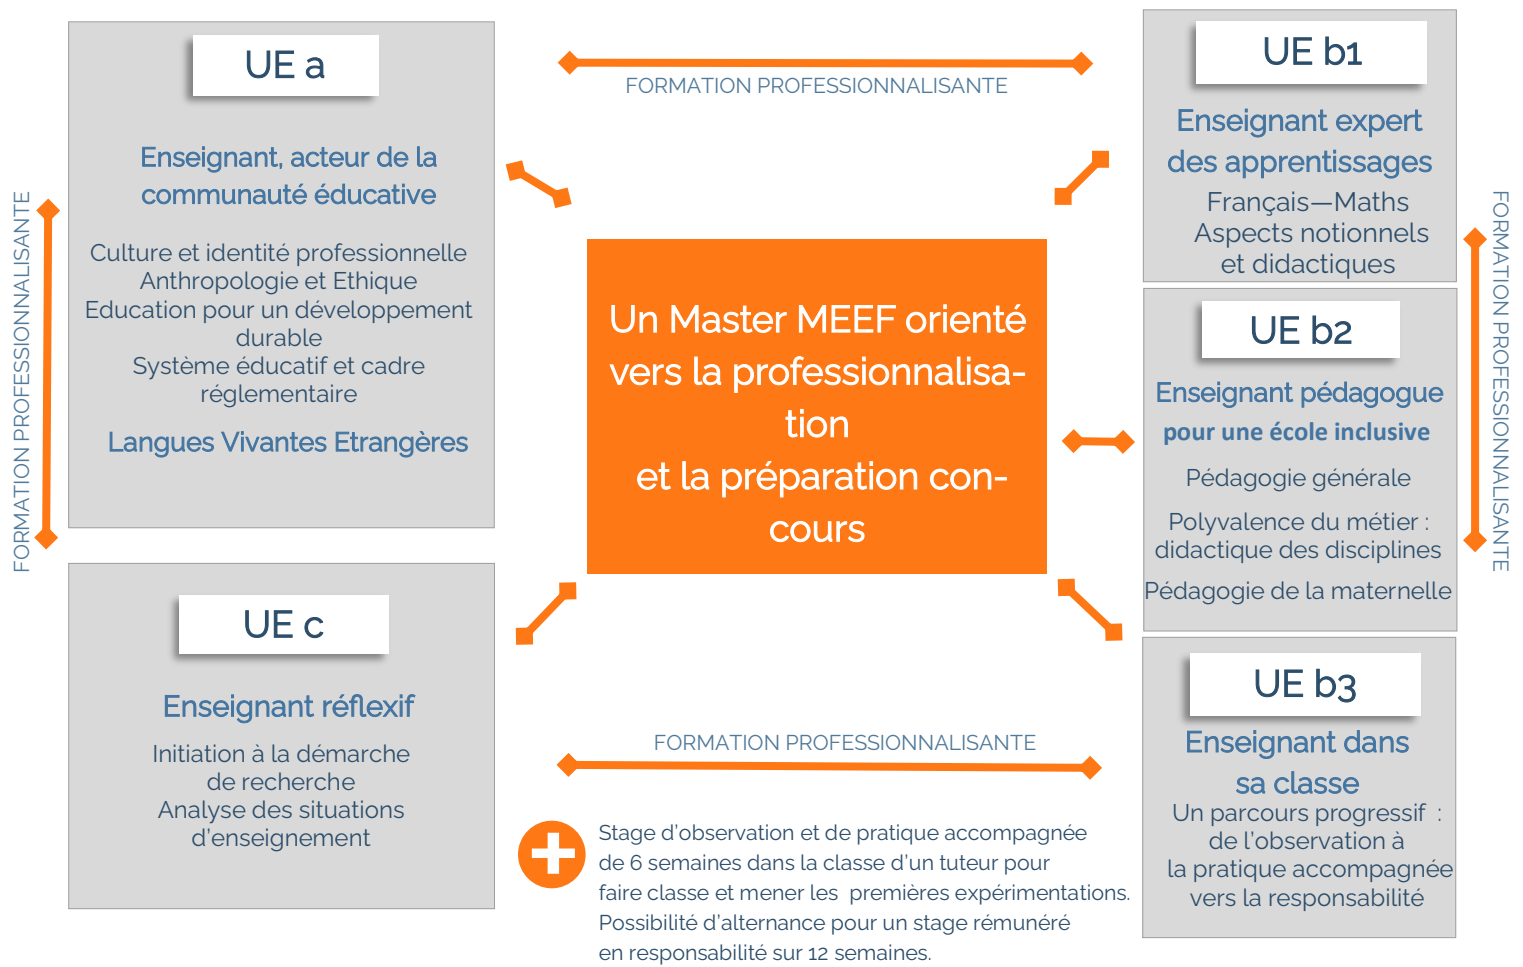 UE a
Enseignant, acteur de la
communauté éducative
Culture et identité professionnelle
Anthropologie et Ethique
Education pour un développement
durable
Système éducatif et cadre
réglementaire
Langues Vivantes Etrangères
FORMATION PROFESSIONNALISANTE
UE c
Enseignant réflexif
Initiation à la démarche
de recherche
Analyse des situations
d’enseignement
FORMATION PROFESSIONNALISANTE
Un Master MEEF orienté
vers la professionnalisa-
tion
et la préparation con-
cours
FORMATION PROFESSIONNALISANTE
Stage d’observation et de pratique accompagnée
de 6 semaines dans la classe d’un tuteur pour
faire classe et mener les  premières expérimentations.
Possibilité d’alternance pour un stage rémunéré
en responsabilité sur 12 semaines.
UE b1
Enseignant expert
des apprentissages
Français—Maths
Aspects notionnels
et didactiques
UE b2
Enseignant pédagogue
pour une école inclusive
Pédagogie générale
Polyvalence du métier :
didactique des disciplines
Pédagogie de la maternelle
UE b3
Enseignant dans
sa classe
Un parcours progressif  :
de l’observation à
la pratique accompagnée
vers la responsabilité
FORMATION PROFESSIONNALISANTE